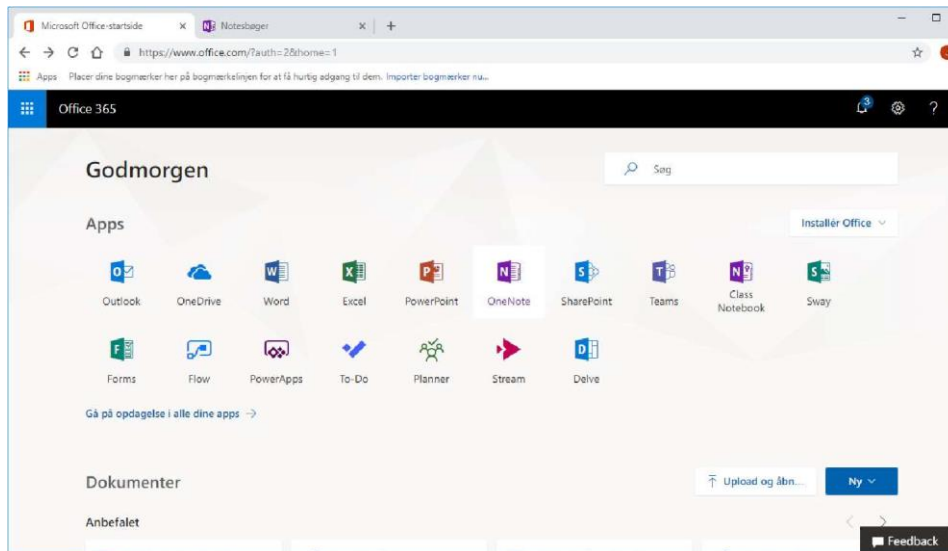 Microsoft Office-startside
Notesbøger
https://www.office.com/?auth=2&home=1
Apps Placer dine bogmærker her på bogmærkelinjen for at få hurtig adgang til dem. Importer bogmærker nu...
Office 365
3
?
Godmorgen
Søg
Apps
Installér Office
Outlook OneDrive Word Excel PowerPoint OneNote SharePoint Teams Class Notebook Sway
Forms Flow PowerApps To-Do Planner Stream Delve
Gå på opdagelse i alle dine apps
Dokumenter
Upload og åbn...
Ny
Anbefalet
Feedback